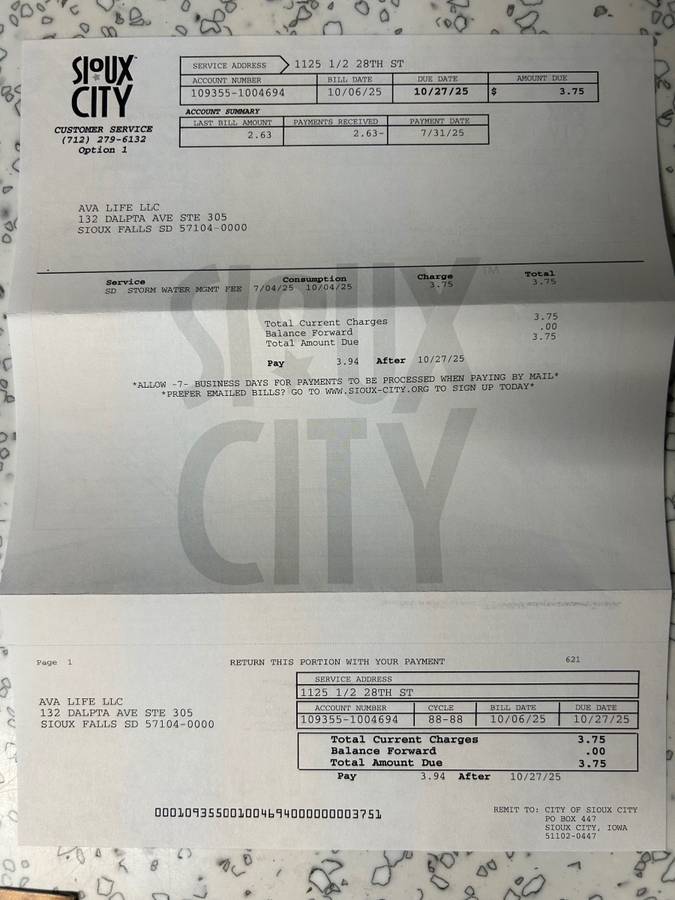 SIOUX
CITY
CUSTOMER SERVICE
(712) 279-6132
Option 1
SERVICE ADDRESS 1125 1/2 28TH ST
ACCOUNT NUMBER BILL DATE DUE DATE AMOUNT DUE
109355-1004694 10/06/25 10/27/25 $ 3.75
ACCOUNT SUMMARY
LAST BILL AMOUNT PAYMENTS RECEIVED PAYMENT DATE
2.63 2.63- 7/31/25
AVA LIFE LLC
132 DALPTA AVE STE 305
SIOUX FALLS SD 57104-0000
Service Consumption Charge Total
SD STORM WATER MGMT FEE 7/04/25 10/04/25 3.75 3.75
Total Current Charges 3.75
Balance Forward .00
Total Amount Due 3.75
Pay 3.94 After 10/27/25
*ALLOW -7- BUSINESS DAYS FOR PAYMENTS TO BE PROCESSED WHEN PAYING BY MAIL*
*PREFER EMAILED BILLS? GO TO WWW.SIOUX-CITY.ORG TO SIGN UP TODAY*
SIOUX™
CITY
Page 1 RETURN THIS PORTION WITH YOUR PAYMENT 621
SERVICE ADDRESS
1125 1/2 28TH ST
AVA LIFE LLC
132 DALPTA AVE STE 305
SIOUX FALLS SD 57104-0000
ACCOUNT NUMBER CYCLE BILL DATE DUE DATE
109355-1004694 88-88 10/06/25 10/27/25
Total Current Charges 3.75
Balance Forward .00
Total Amount Due 3.75
Pay 3.94 After 10/27/25
000109355001004694000000003751
REMIT TO: CITY OF SIOUX CITY
PO BOX 447
SIOUX CITY, IOWA
51102-0447